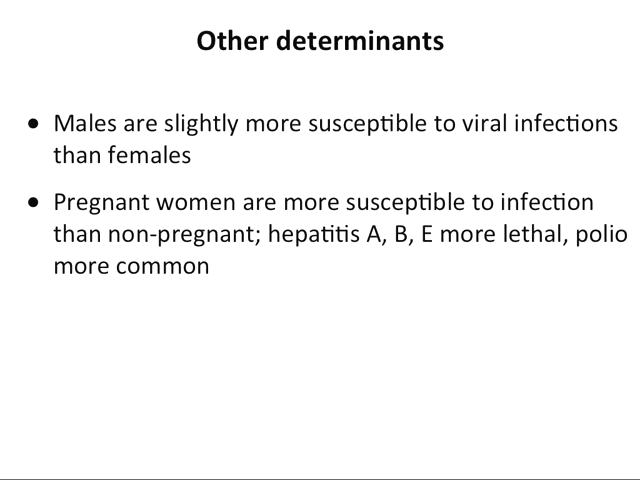 Other determinants
• Males are slightly more susceptible to viral infections
than females
• Pregnant women are more susceptible to infection
than non-pregnant; hepatitis A, B, E more lethal, polio
more common